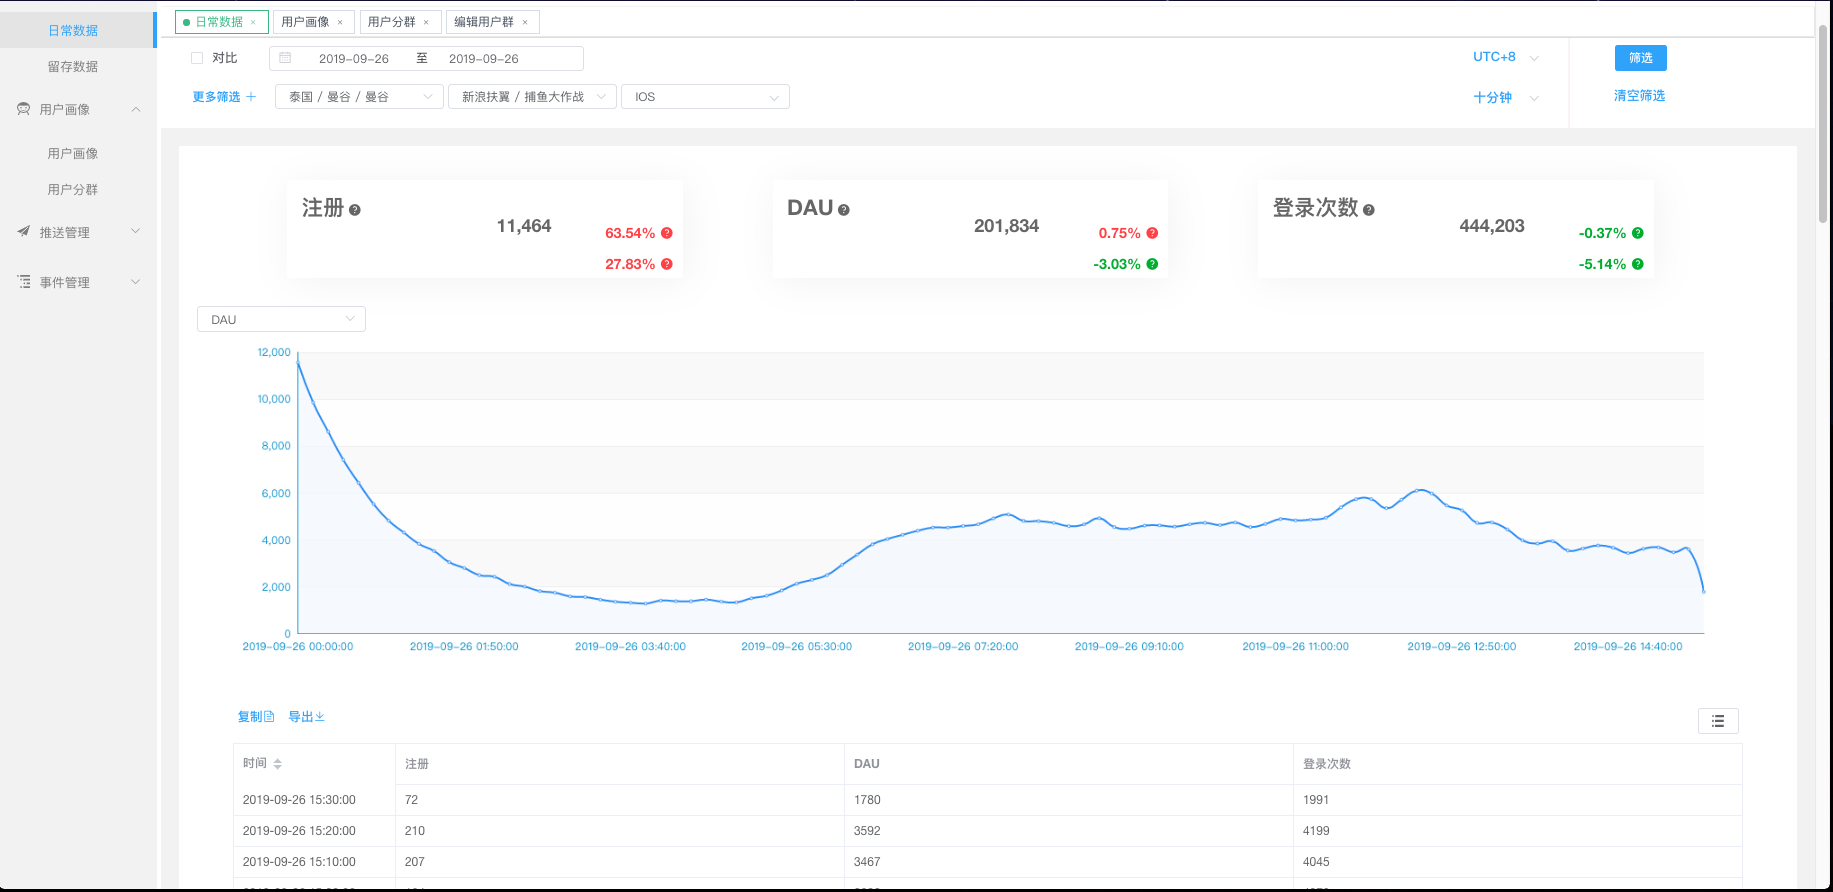 日常数据
留存数据
用户画像
用户画像
用户分群
推送管理
事件管理
日常数据 × 用户画像 × 用户分群 × 编辑用户群 ×
对比 2019-09-26 至 2019-09-26 UTC+8 筛选
更多筛选 + 泰国 / 曼谷 / 曼谷 新浪扶翼 / 捕鱼大作战 IOS 十分钟 清空筛选
注册 ?
11,464
63.54% ?
27.83% ?
DAU ?
201,834
0.75% ?
-3.03% ?
登录次数 ?
444,203
-0.37% ?
-5.14% ?
DAU
12,000
10,000
8,000
6,000
4,000
2,000
0
2019-09-26 00:00:00 2019-09-26 01:50:00 2019-09-26 03:40:00 2019-09-26 05:30:00 2019-09-26 07:20:00 2019-09-26 09:10:00 2019-09-26 11:00:00 2019-09-26 12:50:00 2019-09-26 14:40:00
复制 导出
时间 注册 DAU 登录次数
2019-09-26 15:30:00 72 1780 1991
2019-09-26 15:20:00 210 3592 4199
2019-09-26 15:10:00 207 3467 4045